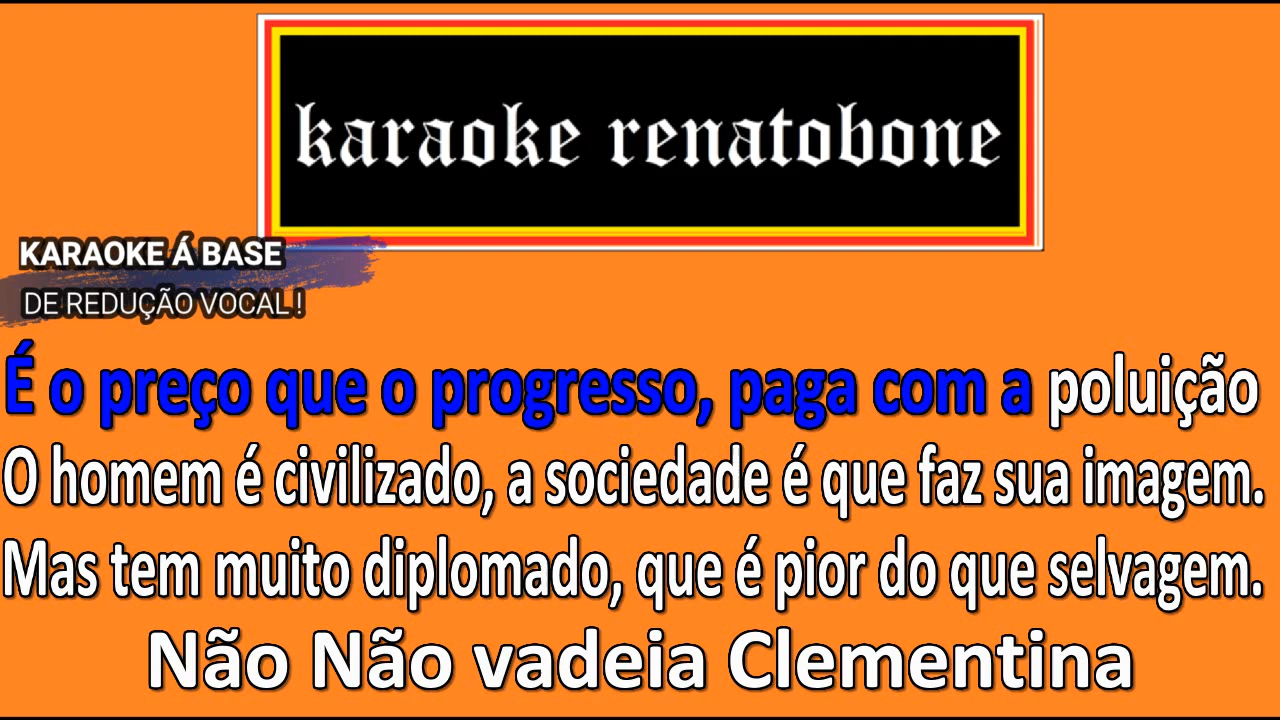 karaoke renatobone
KARAOKE Á BASE
DE REDUÇÃO VOCAL !
É o preço que o progresso, paga com a poluição
O homem é civilizado, a sociedade é que faz sua imagem.
Mas tem muito diplomado, que é pior do que selvagem.
Não Não vadeia Clementina